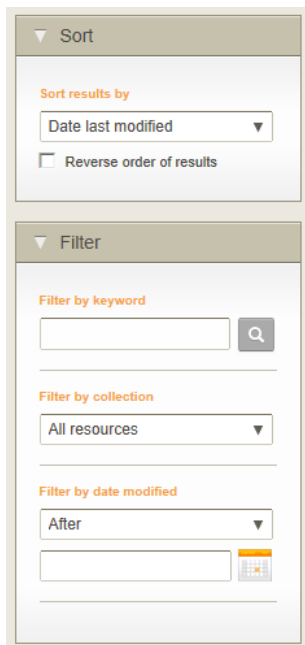 Sort
Sort results by
Date last modified
Reverse order of results
Filter
Filter by keyword
Filter by collection
All resources
Filter by date modified
After